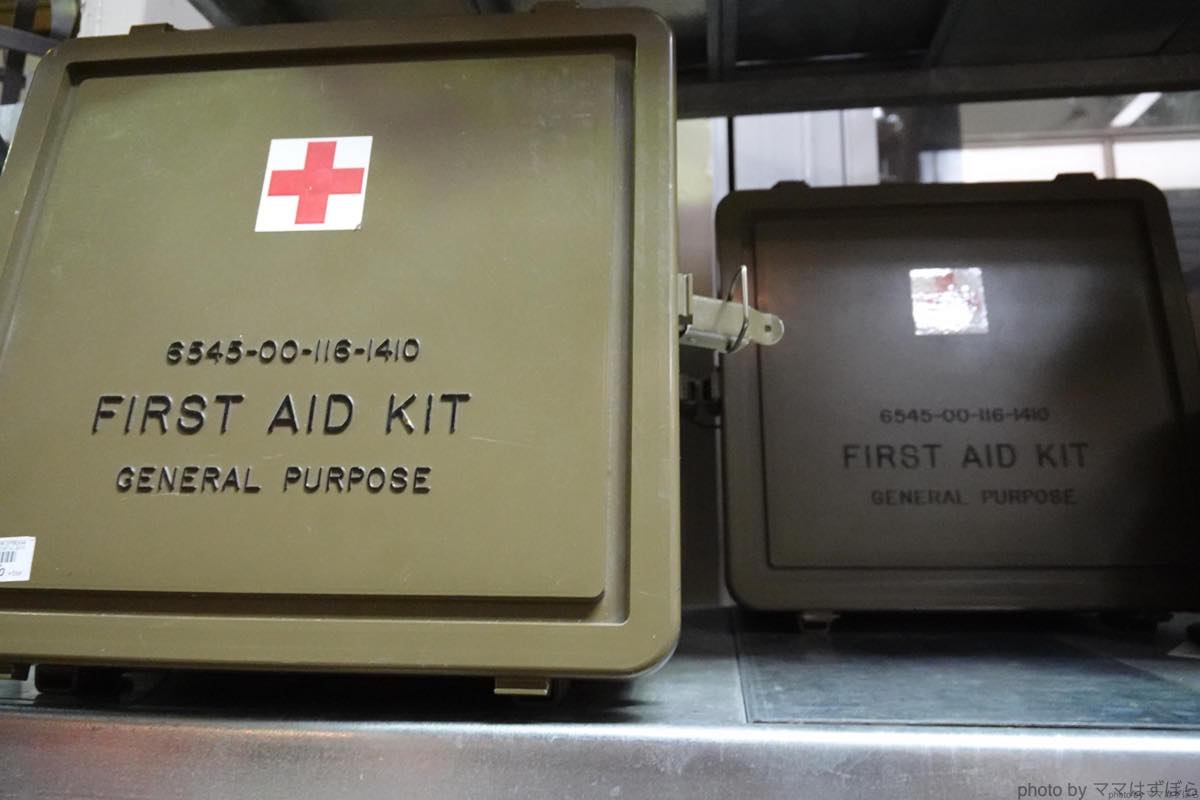 6545-00-116-1410
FIRST AID KIT
GENERAL PURPOSE
6545-00-116-1410
FIRST AID KIT
GENERAL PURPOSE
photo by ママはずぼら